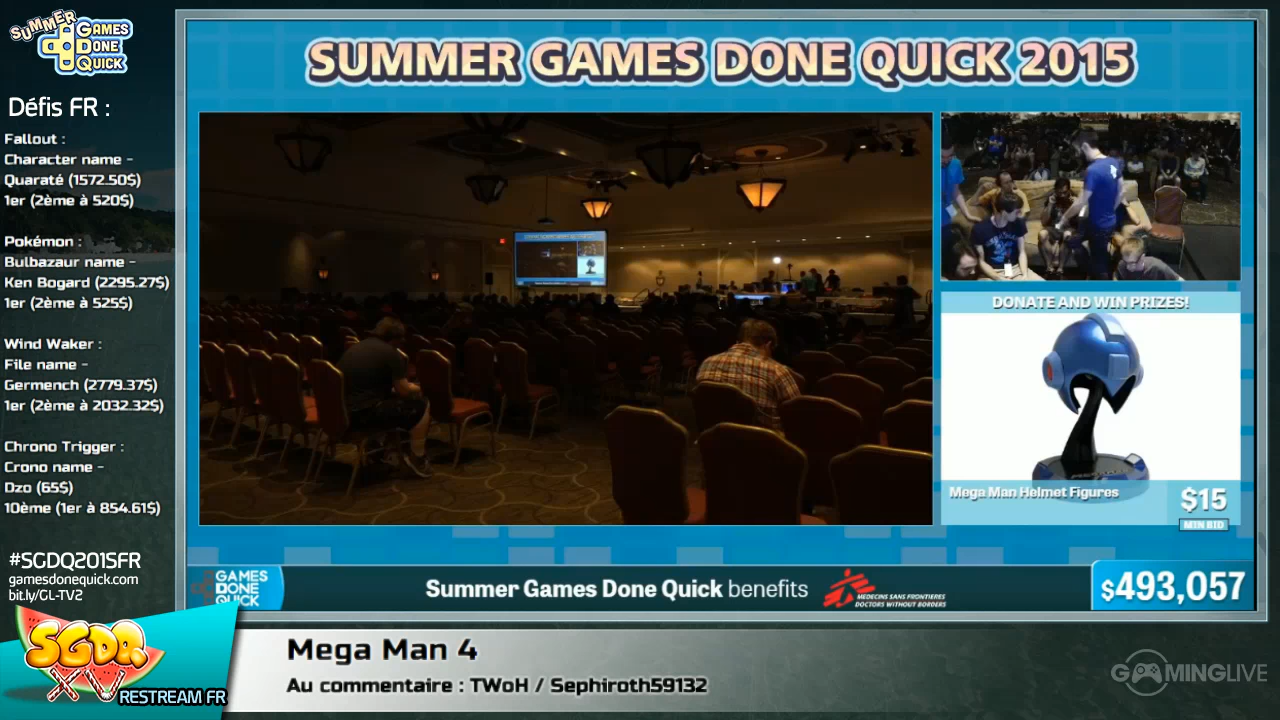 SUMMER
GAMES
DONE
QUICK
Défis FR :
Fallout :
Character name -
Quaraté (1572.50$)
1er (2ème à 520$)
Pokémon :
Bulbazaur name -
Ken Bogard (2295.27$)
1er (2ème à 525$)
Wind Waker :
File name -
Germench (2779.37$)
1er (2ème à 2032.32$)
Chrono Trigger :
Crono name -
Dzo (65$)
10ème (1er à 854.61$)
#SGDQ2015FR
gamesdonequick.com
bit.ly/GL-TV2
SGDQ
XV
RESTREAM FR
SUMMER GAMES DONE QUICK 2015
DONATE AND WIN PRIZES!
Mega Man Helmet Figures
$15
MIN BID
GAMES
DONE
QUICK
Summer Games Done Quick benefits
MEDECINS SANS FRONTIERES
DOCTORS WITHOUT BORDERS
$493,057
Mega Man 4
Au commentaire : TWoH / Sephiroth59132
GAMINGLIVE